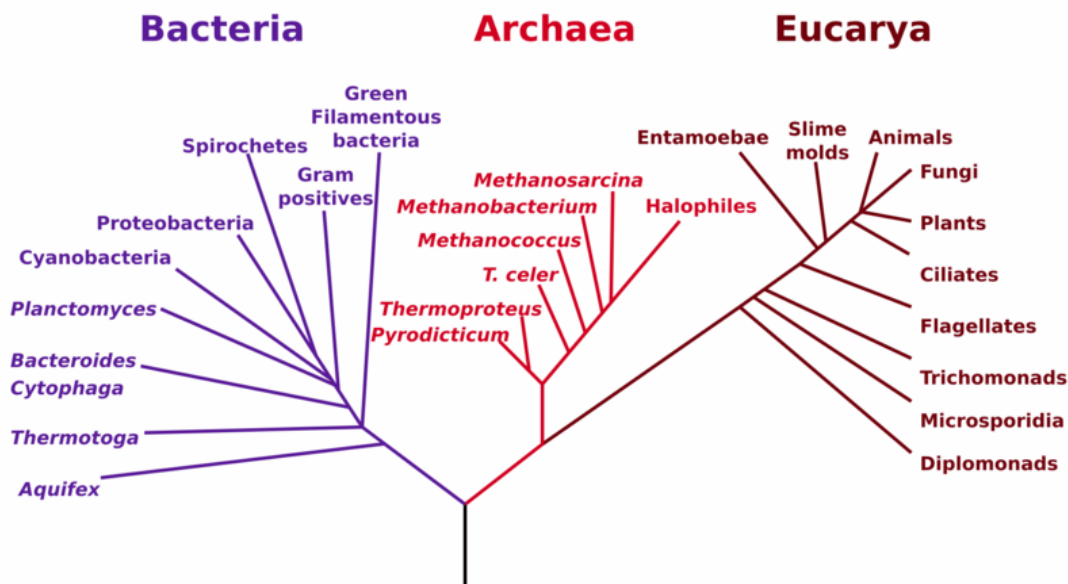 Bacteria
Archaea
Eucarya
Green
Filamentous
bacteria
Spirochetes
Gram
positives
Proteobacteria
Cyanobacteria
Planctomyces
Bacteroides
Cytophaga
Thermotoga
Aquifex
Methanosarcina
Methanobacterium
Halophiles
Methanococcus
T. celer
Thermoproteus
Pyrodicticum
Entamoebae
Slime
molds
Animals
Fungi
Plants
Ciliates
Flagellates
Trichomonads
Microsporidia
Diplomonads